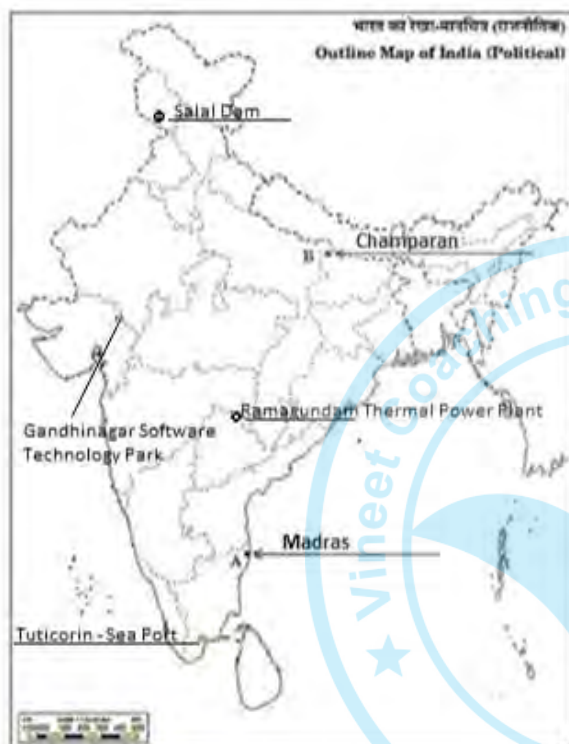 भारत का रेखा-मानचित्र (राजनीतिक)
Outline Map of India (Political)
Salal Dam
Champaran
B
Ramagundam Thermal Power Plant
Gandhinagar Software
Technology Park
Madras
A
Tuticorin - Sea Port
Vineet Coaching